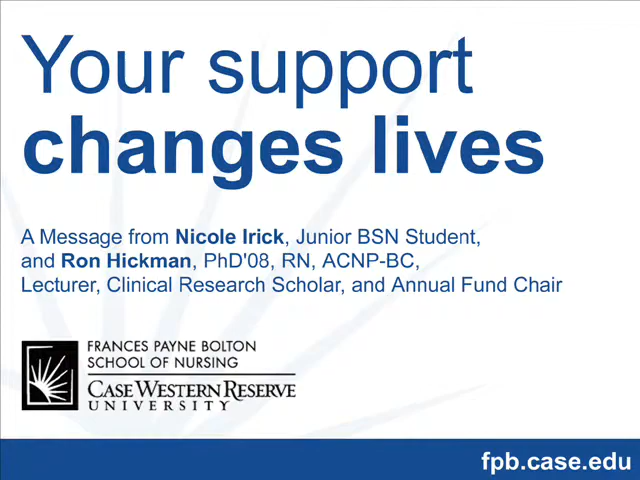 Your support
changes lives
A Message from Nicole Irick, Junior BSN Student,
and Ron Hickman, PhD'08, RN, ACNP-BC,
Lecturer, Clinical Research Scholar, and Annual Fund Chair
FRANCES PAYNE BOLTON
SCHOOL OF NURSING
CASE WESTERN RESERVE
UNIVERSITY
fpb.case.edu